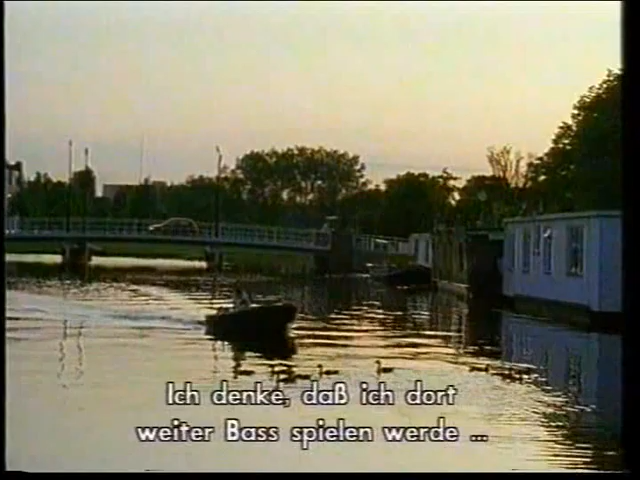 Ich denke, daß ich dort
weiter Bass spielen werde ...